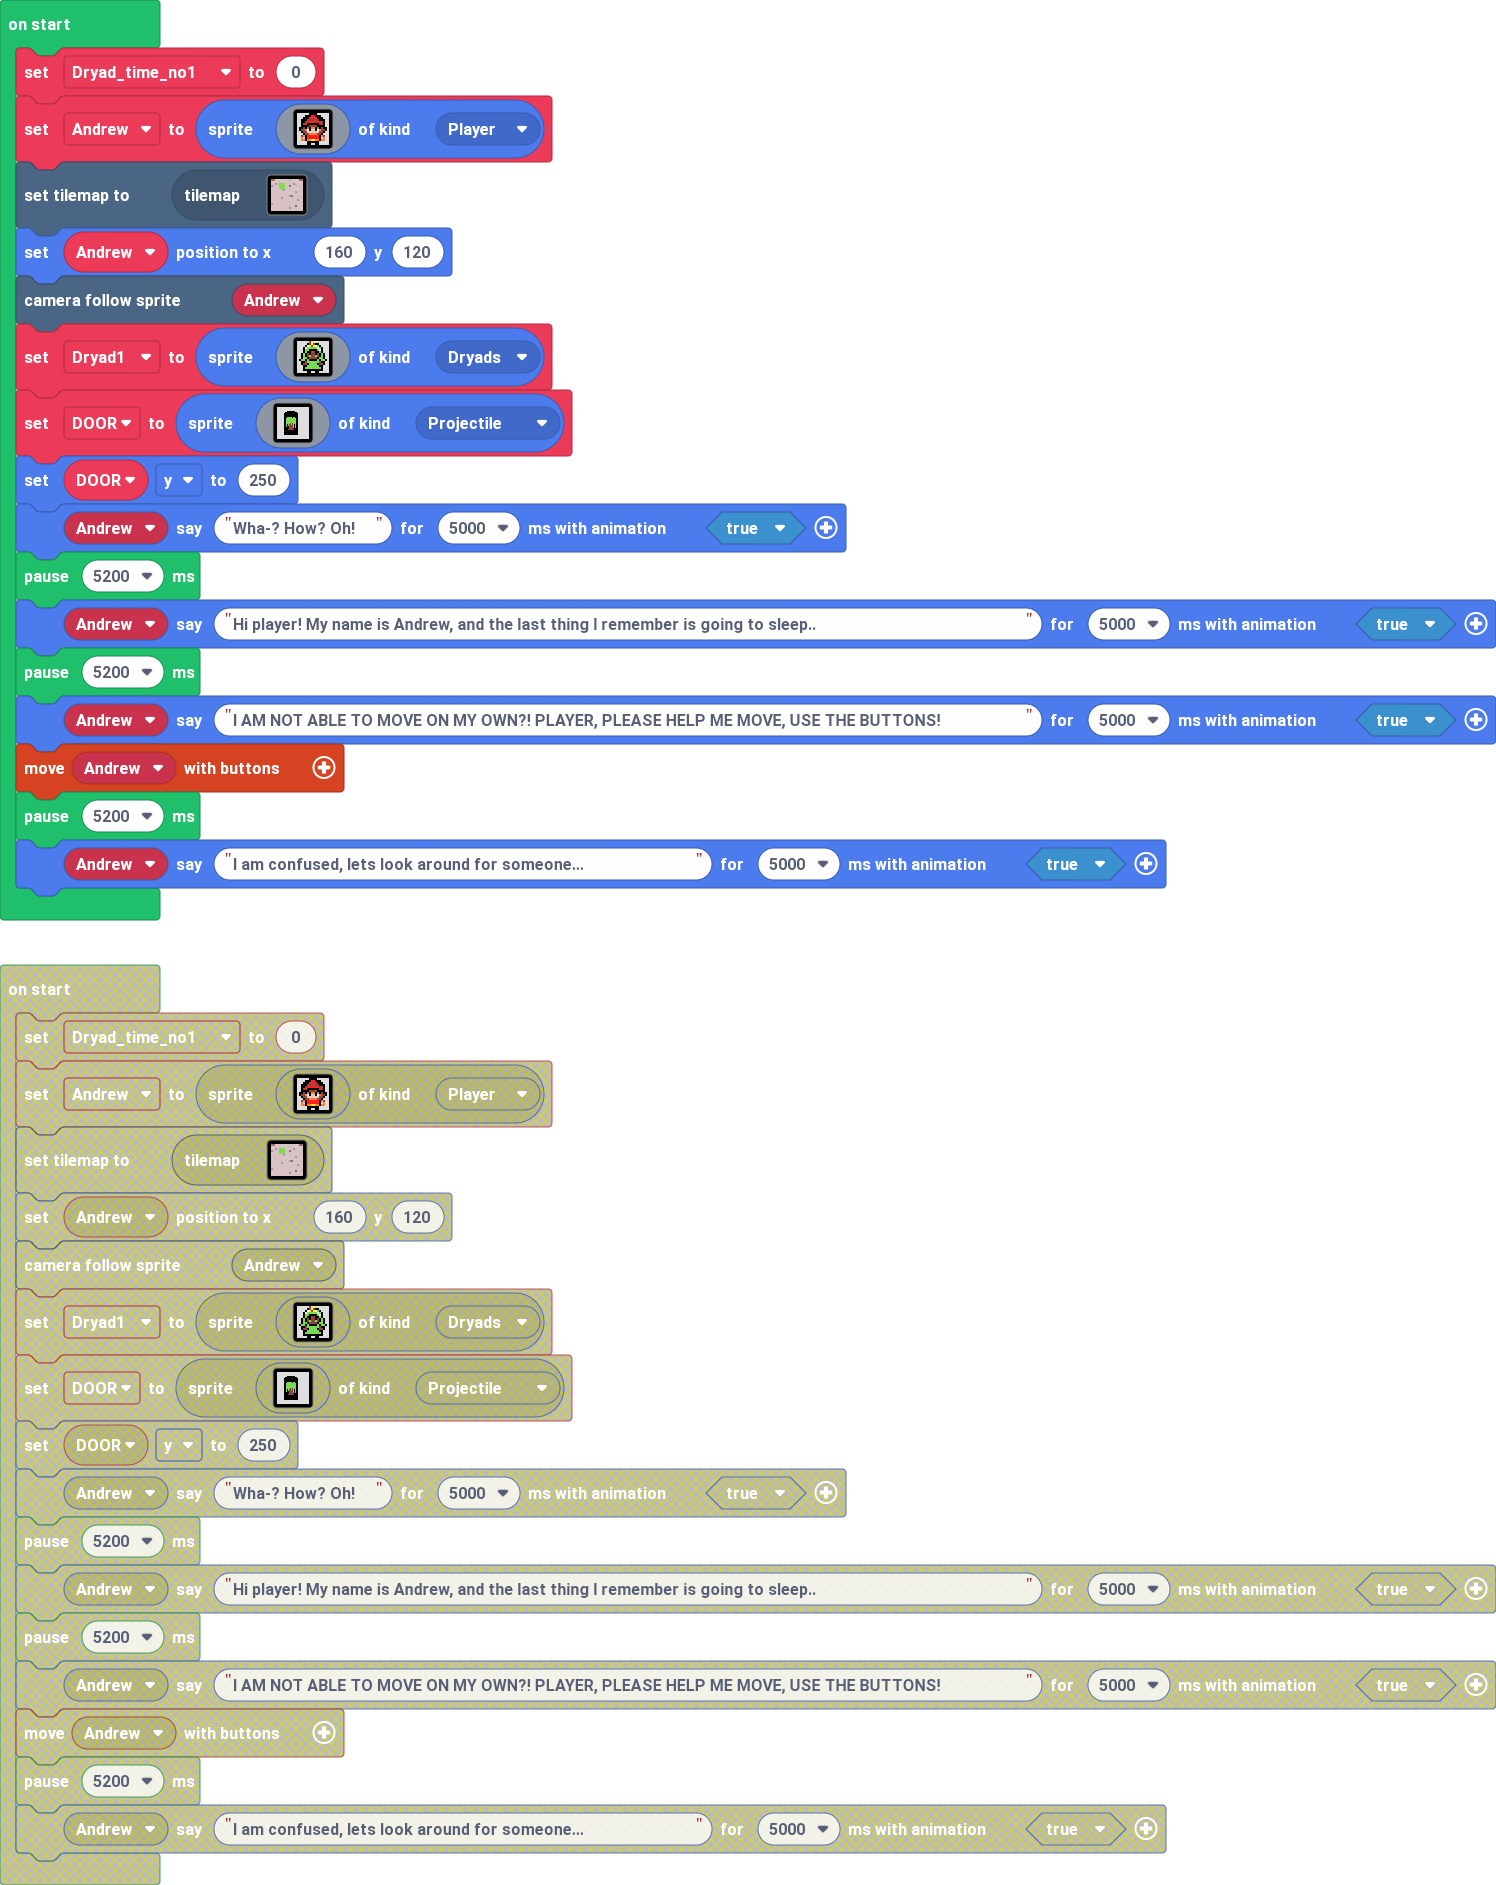 on start
set Dryad_time_no1 to 0
set Andrew to sprite of kind Player
set tilemap to tilemap
set Andrew position to x 160 y 120
camera follow sprite Andrew
set Dryad1 to sprite of kind Dryads
set DOOR to sprite of kind Projectile
set DOOR y to 250
Andrew say "Wha-? How? Oh!" for 5000 ms with animation true
pause 5200 ms
Andrew say "Hi player! My name is Andrew, and the last thing I remember is going to sleep.." for 5000 ms with animation true
pause 5200 ms
Andrew say "I AM NOT ABLE TO MOVE ON MY OWN?! PLAYER, PLEASE HELP ME MOVE, USE THE BUTTONS!" for 5000 ms with animation true
move Andrew with buttons
pause 5200 ms
Andrew say "I am confused, lets look around for someone..." for 5000 ms with animation true
on start
set Dryad_time_no1 to 0
set Andrew to sprite of kind Player
set tilemap to tilemap
set Andrew position to x 160 y 120
camera follow sprite Andrew
set Dryad1 to sprite of kind Dryads
set DOOR to sprite of kind Projectile
set DOOR y to 250
Andrew say "Wha-? How? Oh!" for 5000 ms with animation true
pause 5200 ms
Andrew say "Hi player! My name is Andrew, and the last thing I remember is going to sleep.." for 5000 ms with animation true
pause 5200 ms
Andrew say "I AM NOT ABLE TO MOVE ON MY OWN?! PLAYER, PLEASE HELP ME MOVE, USE THE BUTTONS!" for 5000 ms with animation true
move Andrew with buttons
pause 5200 ms
Andrew say "I am confused, lets look around for someone..." for 5000 ms with animation true